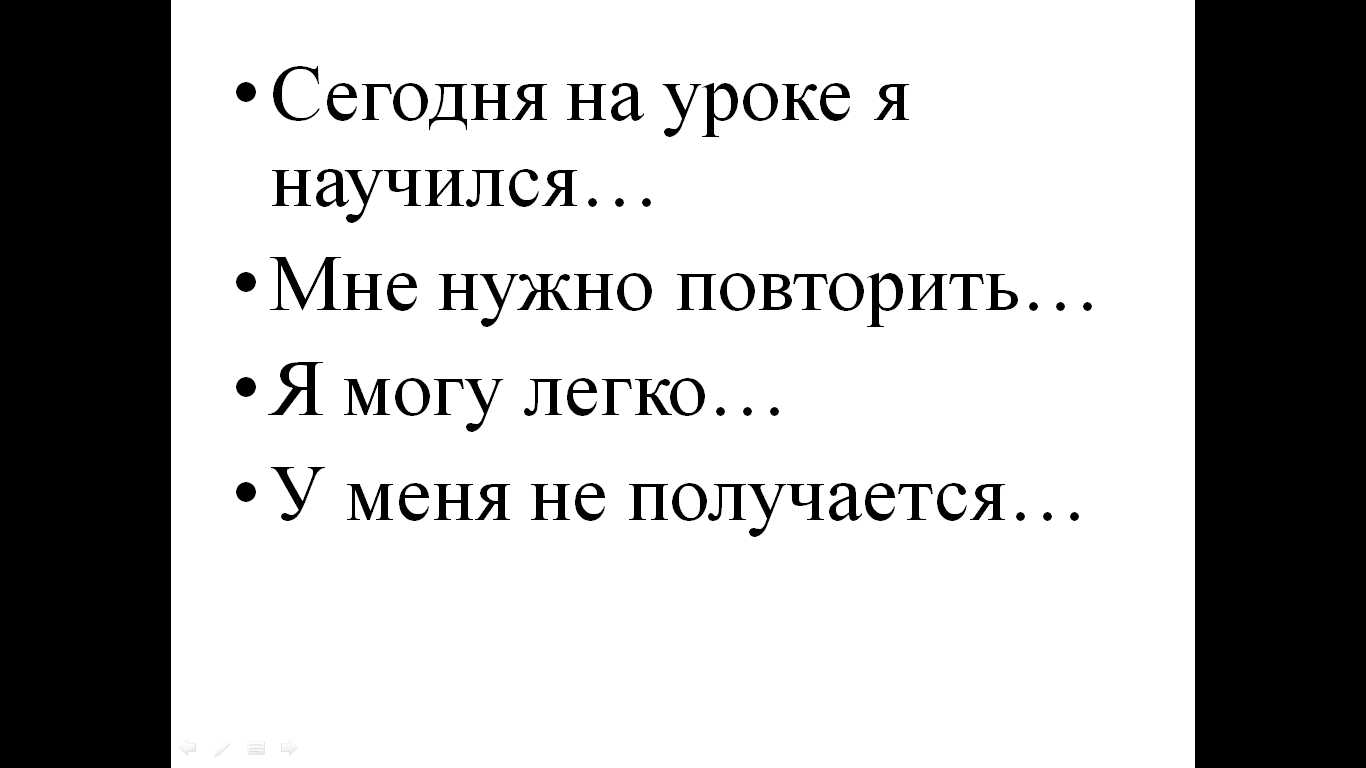 • Сегодня на уроке я
научился…
• Мне нужно повторить…
• Я могу легко…
• У меня не получается…